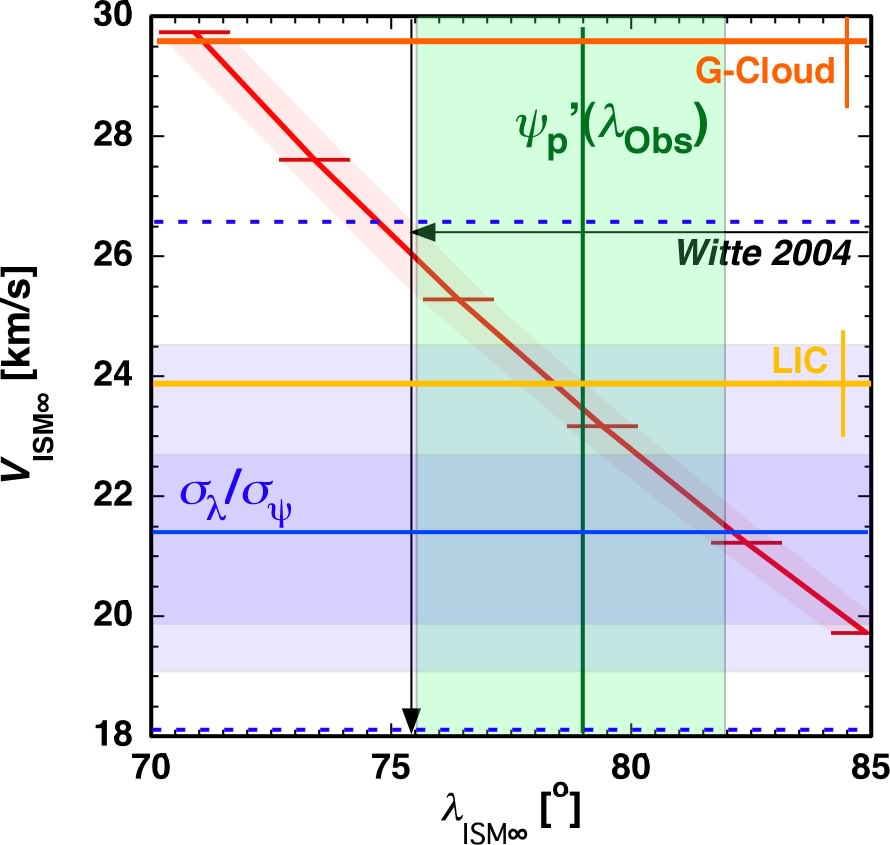 30
G-Cloud
ψp’(λObs)
28
26
Witte 2004
24
LIC
VISM∞ [km/s]
22
σλ/σψ
20
18
70 75 80 85
λISM∞ [o]